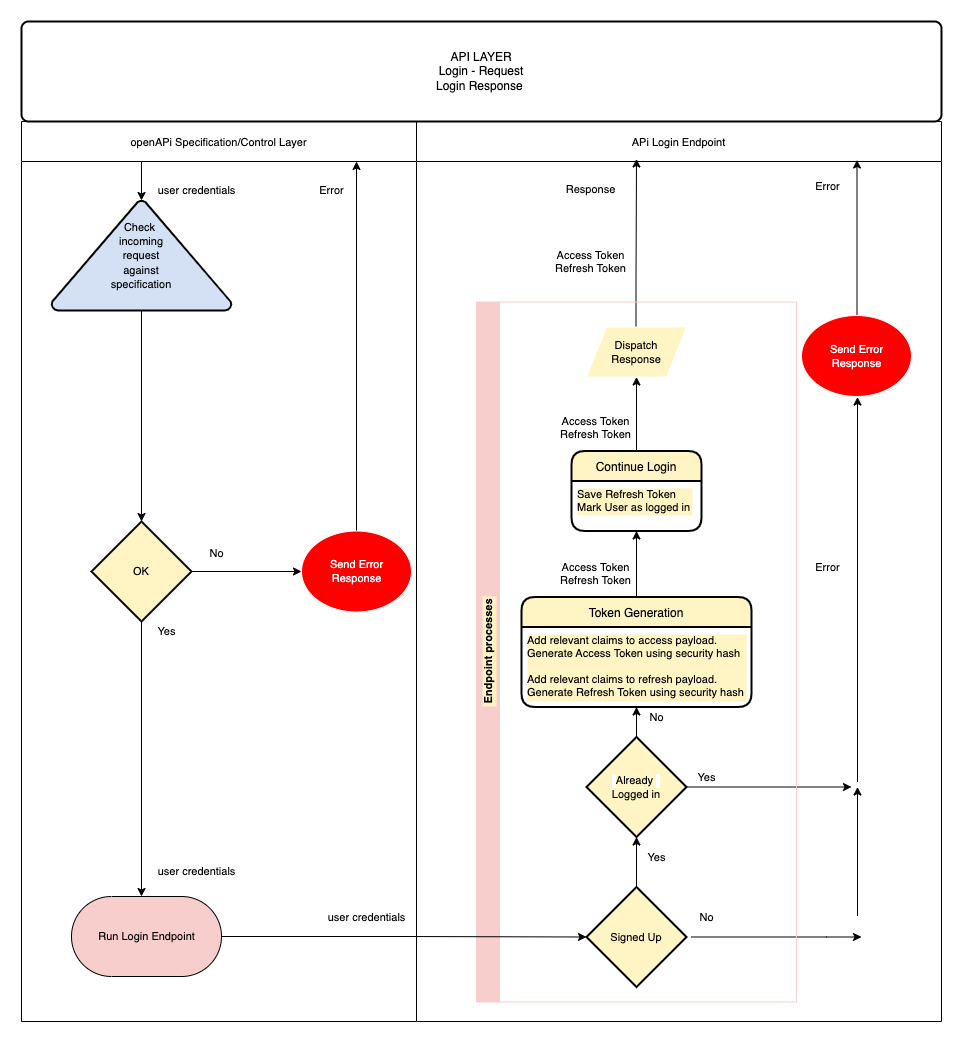 API LAYER
Login - Request
Login Response
openAPi Specification/Control Layer
APi Login Endpoint
user credentials
Error
Check
incoming
request
against
specification
OK
No
Send Error
Response
Yes
user credentials
Run Login Endpoint
user credentials
Response
Error
Access Token
Refresh Token
Dispatch
Response
Send Error
Response
Access Token
Refresh Token
Continue Login
Save Refresh Token
Mark User as logged in
Access Token
Refresh Token
Error
Endpoint processes
Token Generation
Add relevant claims to access payload.
Generate Access Token using security hash
Add relevant claims to refresh payload.
Generate Refresh Token using security hash
No
Already
Logged in
Yes
Yes
Signed Up
No